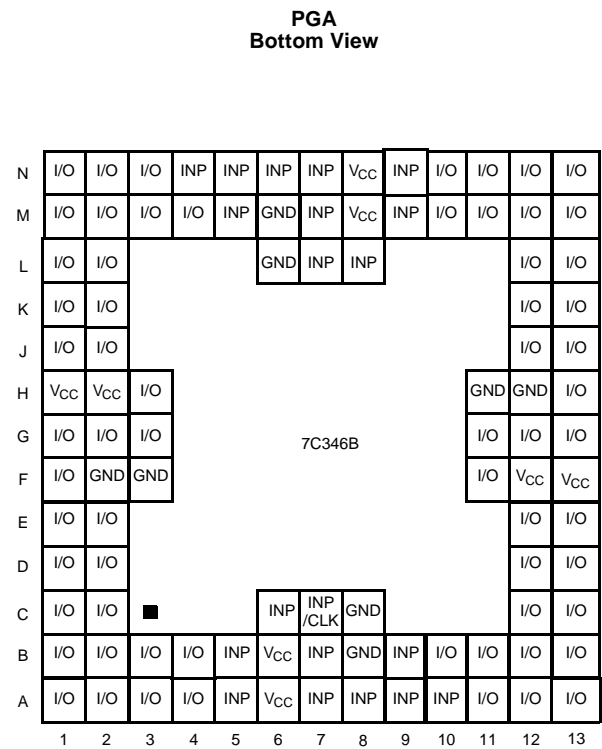 PGA
Bottom View
N I/O I/O I/O INP INP INP INP VCC INP I/O I/O I/O I/O
M I/O I/O I/O I/O INP GND INP VCC INP I/O I/O I/O I/O
L I/O I/O GND INP INP I/O I/O
K I/O I/O I/O I/O
J I/O I/O I/O I/O
H VCC VCC I/O GND GND I/O
G I/O I/O I/O 7C346B I/O I/O I/O
F I/O GND GND I/O VCC VCC
E I/O I/O I/O I/O
D I/O I/O I/O I/O
C I/O I/O INP INP /CLK GND I/O I/O
B I/O I/O I/O I/O INP VCC INP GND INP I/O I/O I/O I/O
A I/O I/O I/O I/O INP VCC INP INP INP INP I/O I/O I/O
1 2 3 4 5 6 7 8 9 10 11 12 13